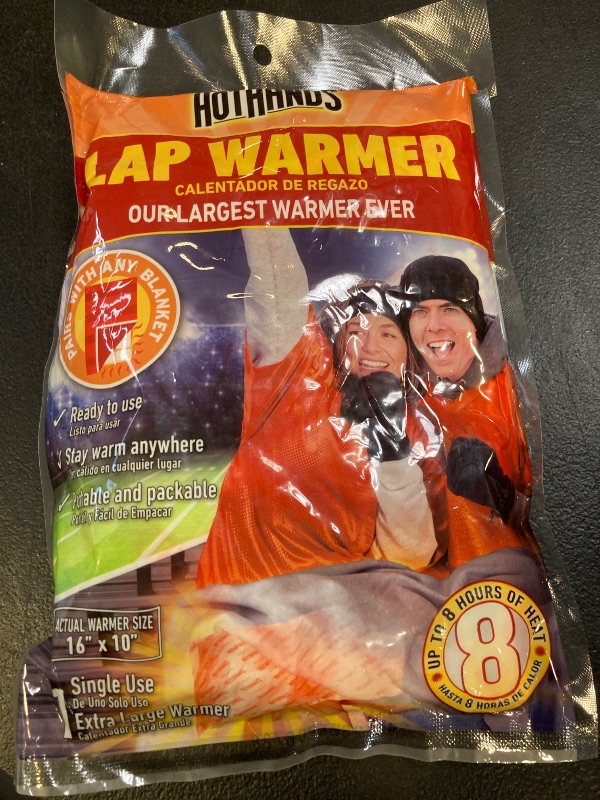 HOTHANDS
LAP WARMER
CALENTADOR DE REGAZO
OUR LARGEST WARMER EVER
PAIRS WITH ANY BLANKET
✓ Ready to use
Listo para usar
✓ Stay warm anywhere
cálido en cualquier lugar
✓ and packable
y Fácil de Empacar
ACTUAL WARMER SIZE
16" x 10"
UP TO 8 HOURS OF HEAT
8
HASTA 8 HORAS DE CALOR
1 Single Use
De Uno Solo Uso
Extra Large Warmer
Calentador Extra Grande